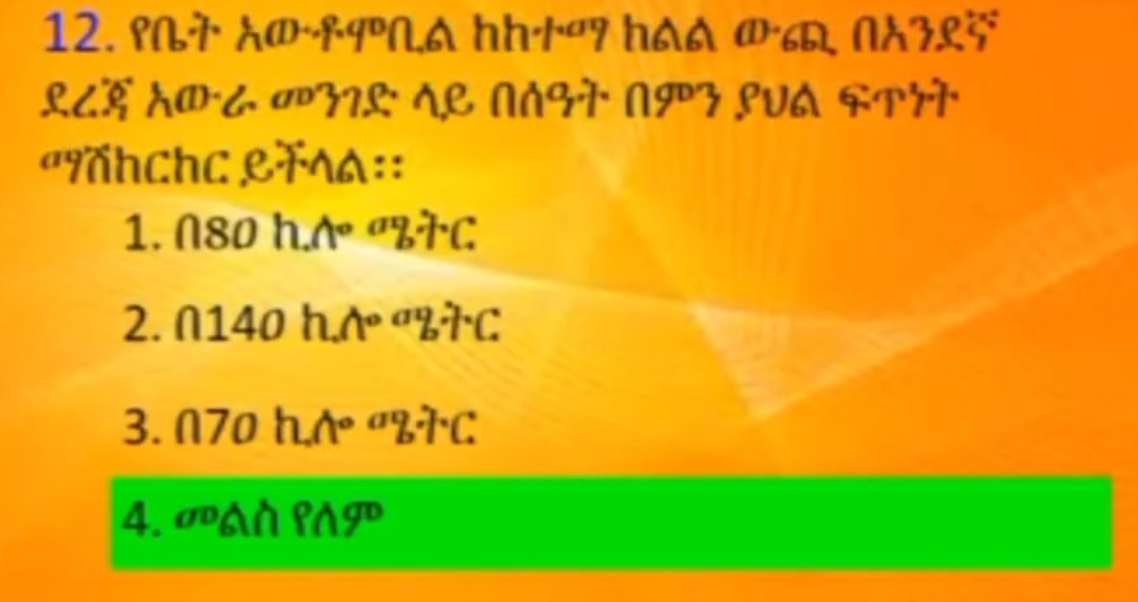 12. የቤት አውቶሞቢል ከከተማ ክልል ውጪ በአንደኛ
ደረጃ አውራ መንገድ ላይ በሰዓት በምን ያህል ፍጥነት
ማሽከርከር ይችላል፡፡
1. በ80 ኪሎ ሜትር
2. በ140 ኪሎ ሜትር
3. በ70 ኪሎ ሜትር
4. መልስ የለም